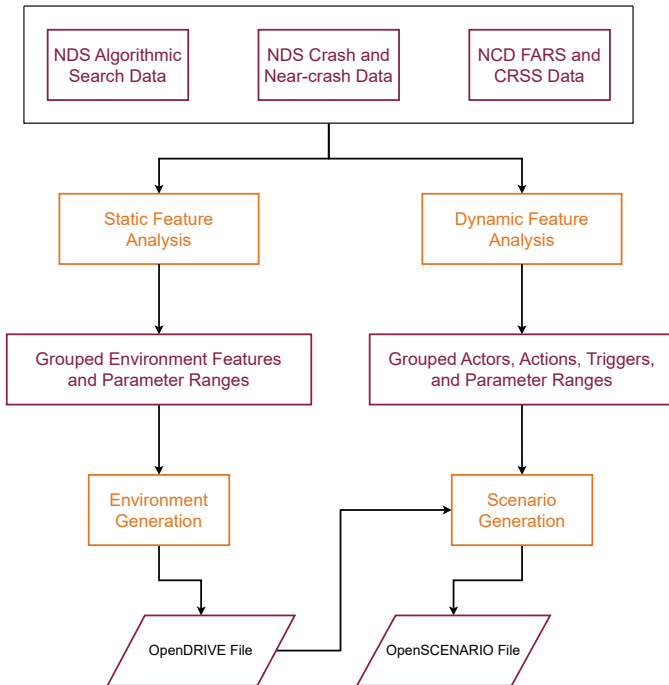 NDS Algorithmic
Search Data
NDS Crash and
Near-crash Data
NCD FARS and
CRSS Data
Static Feature
Analysis
Dynamic Feature
Analysis
Grouped Environment Features
and Parameter Ranges
Grouped Actors, Actions, Triggers,
and Parameter Ranges
Environment
Generation
Scenario
Generation
OpenDRIVE File
OpenSCENARIO File